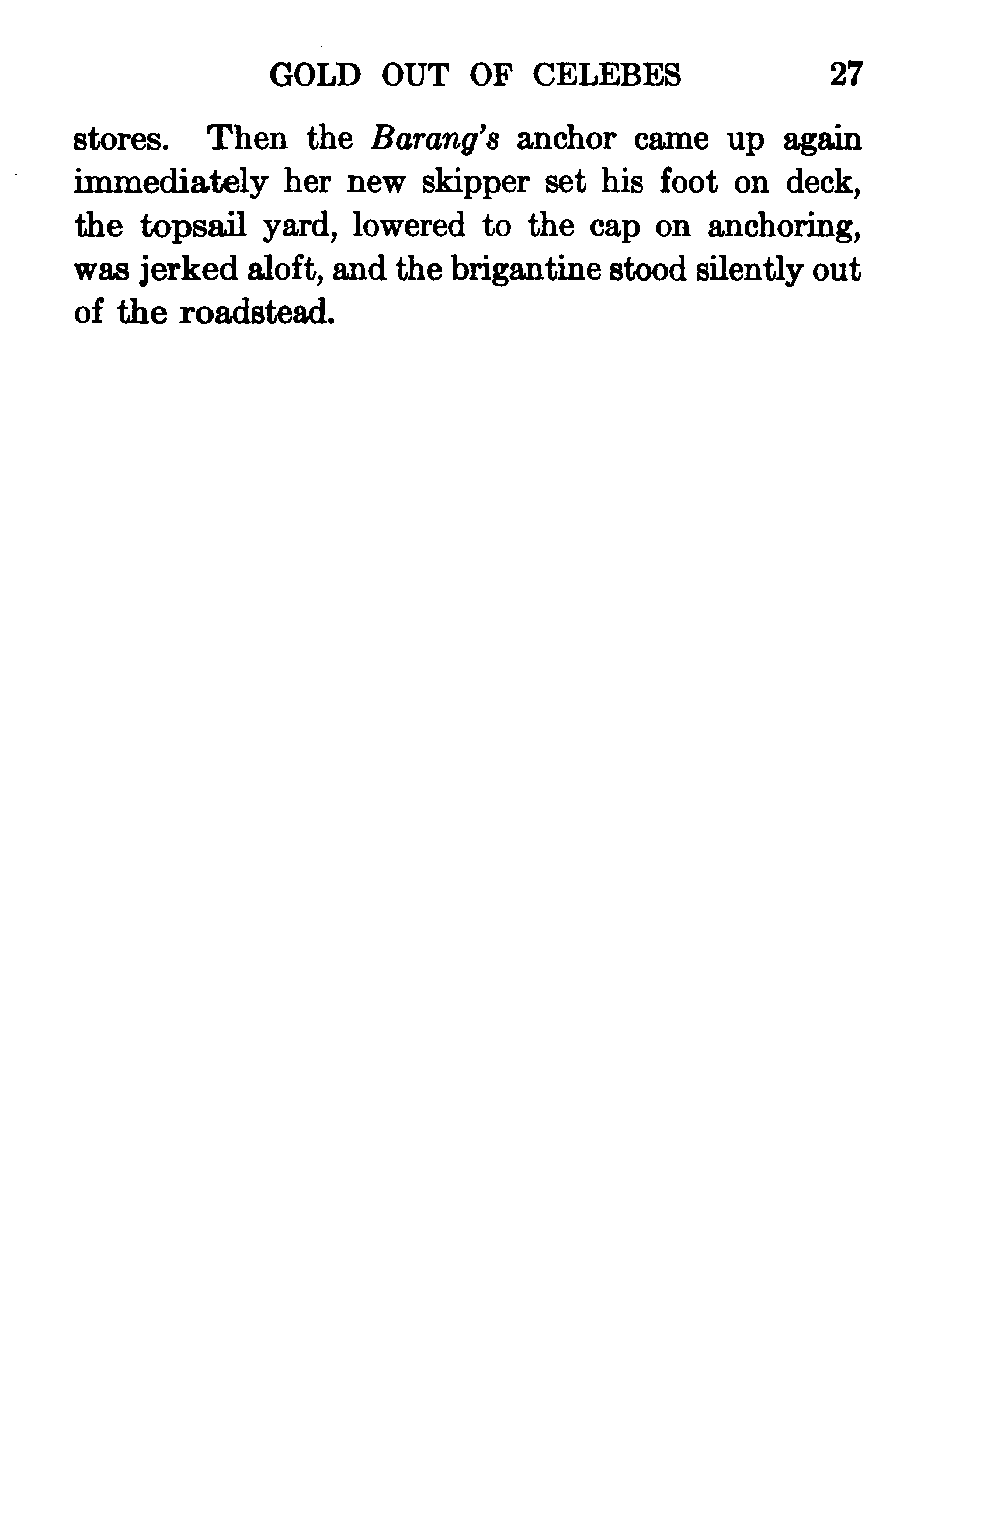 GOLD OUT OF CELEBES 27
stores. Then the Barang's anchor came up again
immediately her new skipper set his foot on deck,
the topsail yard, lowered to the cap on anchoring,
was jerked aloft, and the brigantine stood silently out
of the roadstead.